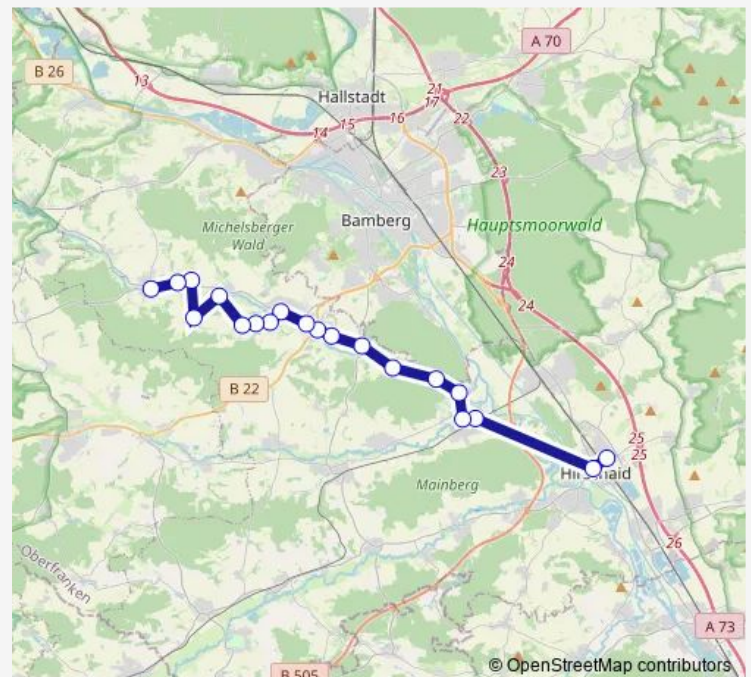 A 70
B 26
13
21
17
Hallstadt
22
16
15
14
23
Michelsberger
Wald
Bamberg
Hauptsmoorwald
24
24
B 22
25
25
Mainberg
Oberfranken
26
A 73
B 505
© OpenStreetMap contributors